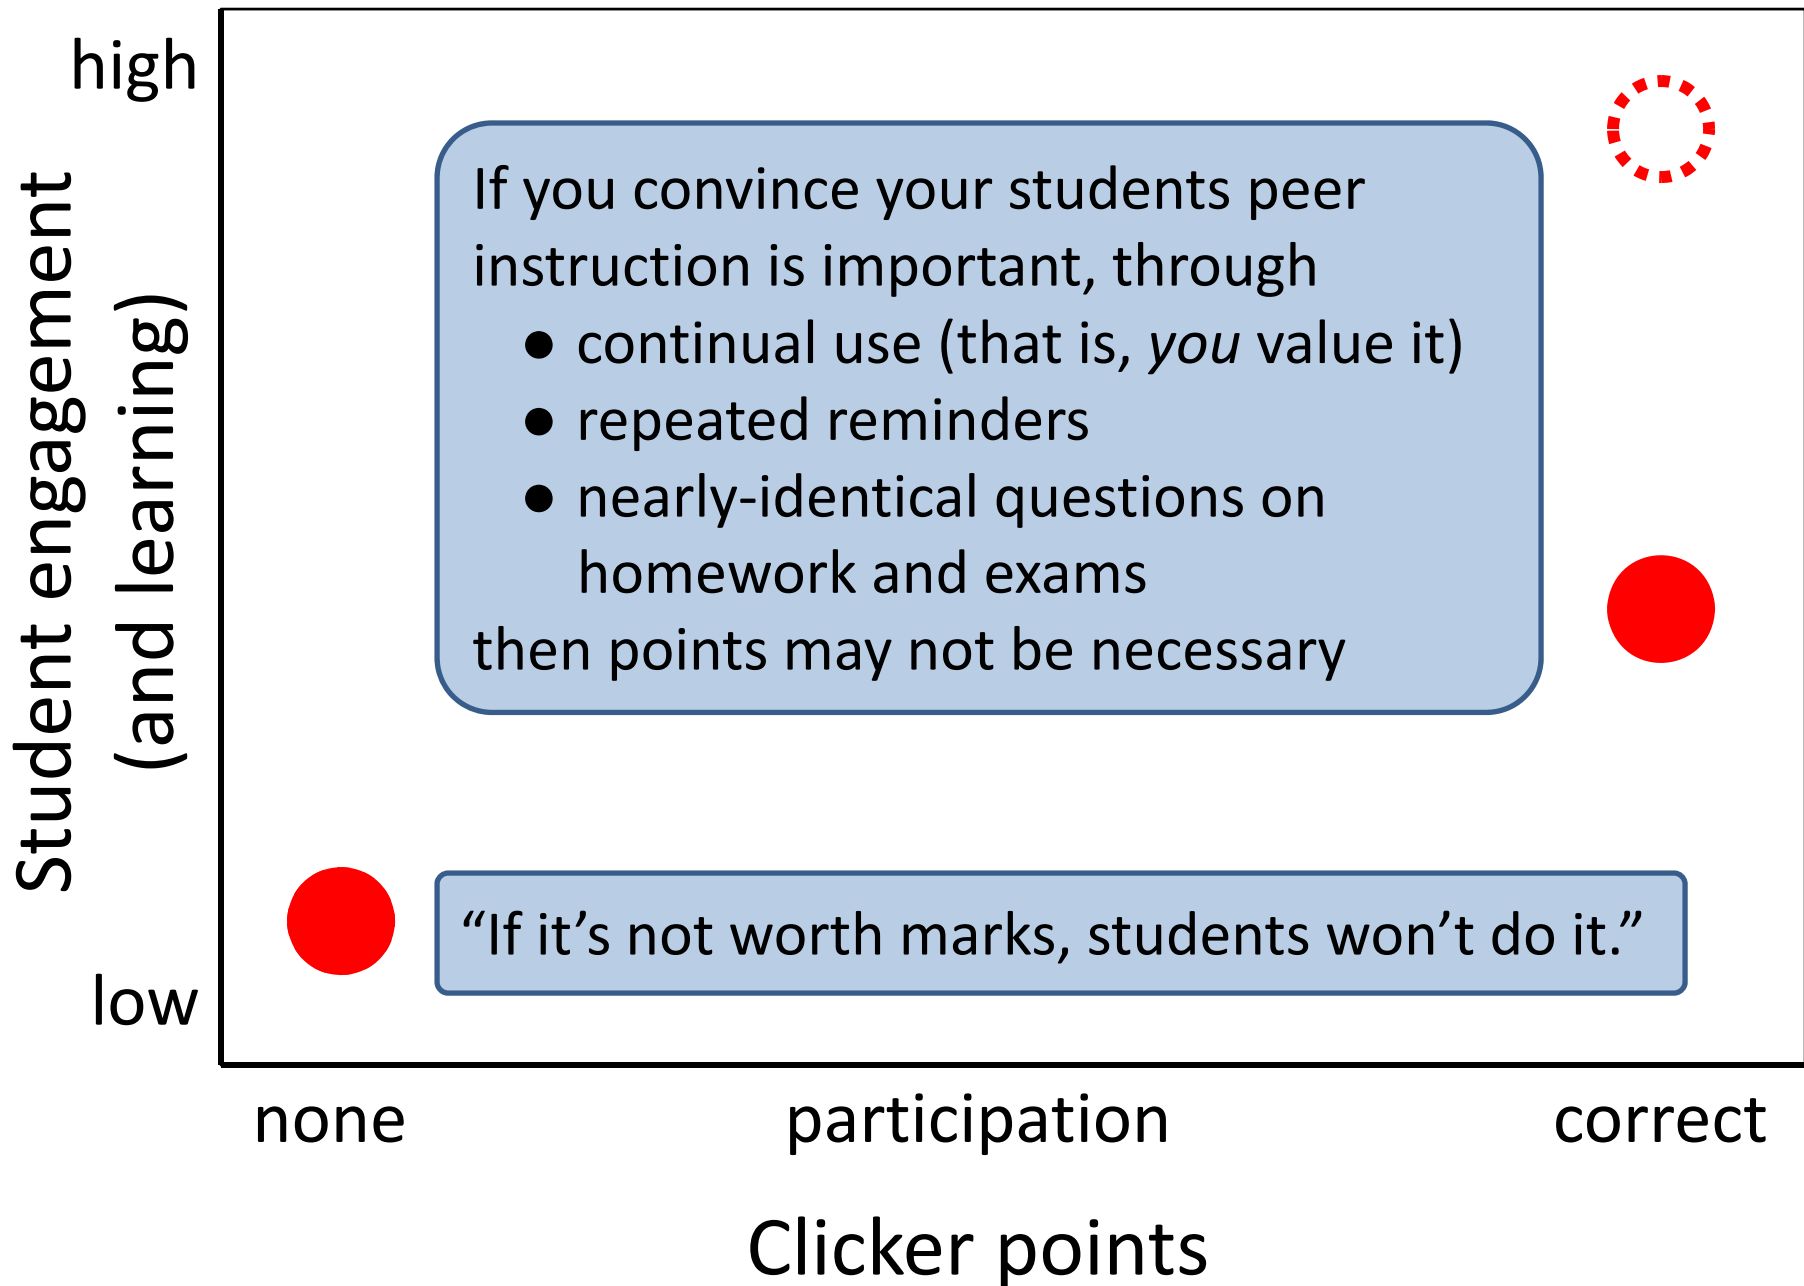 high
Student engagement
(and learning)
If you convince your students peer
instruction is important, through
● continual use (that is, you value it)
● repeated reminders
● nearly-identical questions on
homework and exams
then points may not be necessary
“If it’s not worth marks, students won’t do it.”
low
none participation correct
Clicker points